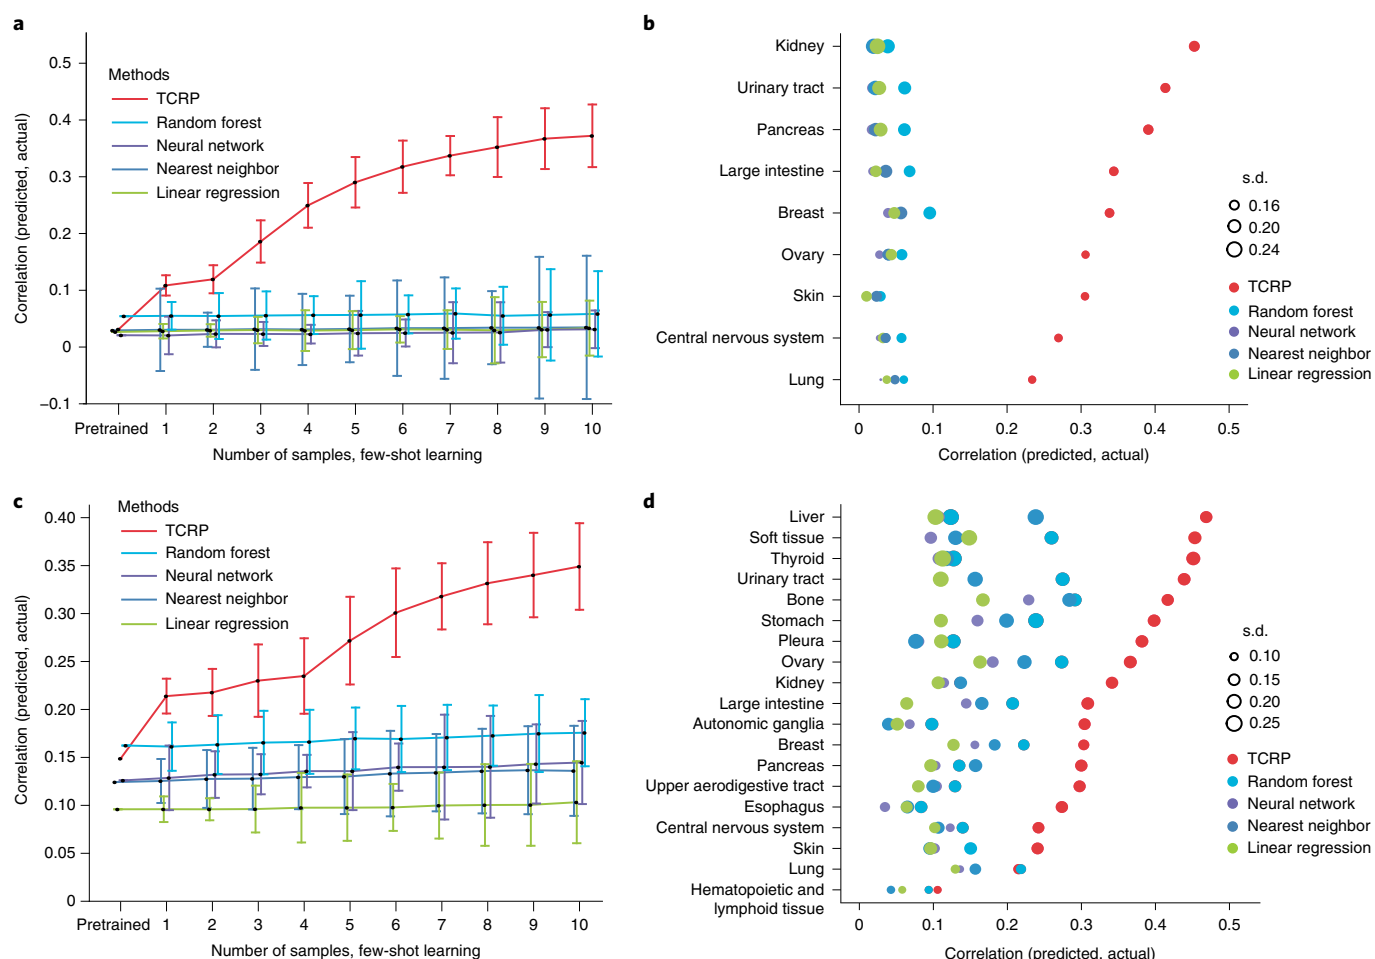 a
0.5
0.4
0.3
0.2
0.1
0
−0.1
Correlation (predicted, actual)
Methods
TCRP
Random forest
Neural network
Nearest neighbor
Linear regression
Pretrained 1 2 3 4 5 6 7 8 9 10
Number of samples, few-shot learning
b
Kidney
Urinary tract
Pancreas
Large intestine
Breast
Ovary
Skin
Central nervous system
Lung
0 0.1 0.2 0.3 0.4 0.5
Correlation (predicted, actual)
s.d.
0.16
0.20
0.24
TCRP
Random forest
Neural network
Nearest neighbor
Linear regression
c
0.40
0.35
0.30
0.25
0.20
0.15
0.10
0.05
0
Correlation (predicted, actual)
Methods
TCRP
Random forest
Neural network
Nearest neighbor
Linear regression
Pretrained 1 2 3 4 5 6 7 8 9 10
Number of samples, few-shot learning
d
Liver
Soft tissue
Thyroid
Urinary tract
Bone
Stomach
Pleura
Ovary
Kidney
Large intestine
Autonomic ganglia
Breast
Pancreas
Upper aerodigestive tract
Esophagus
Central nervous system
Skin
Lung
Hematopoietic and
lymphoid tissue
0 0.1 0.2 0.3 0.4 0.5
Correlation (predicted, actual)
s.d.
0.10
0.15
0.20
0.25
TCRP
Random forest
Neural network
Nearest neighbor
Linear regression